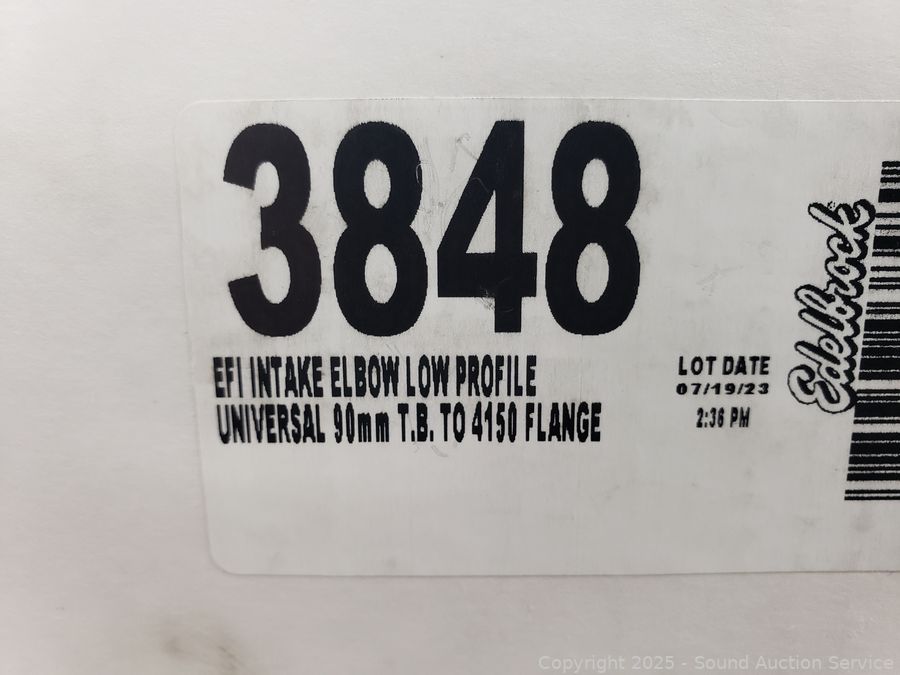 3848
EFI INTAKE ELBOW LOW PROFILE
UNIVERSAL 90mm T.B. TO 4150 FLANGE
LOT DATE
07/19/23
2:36 PM
Edelbrock
Copyright 2025 - Sound Auction Service